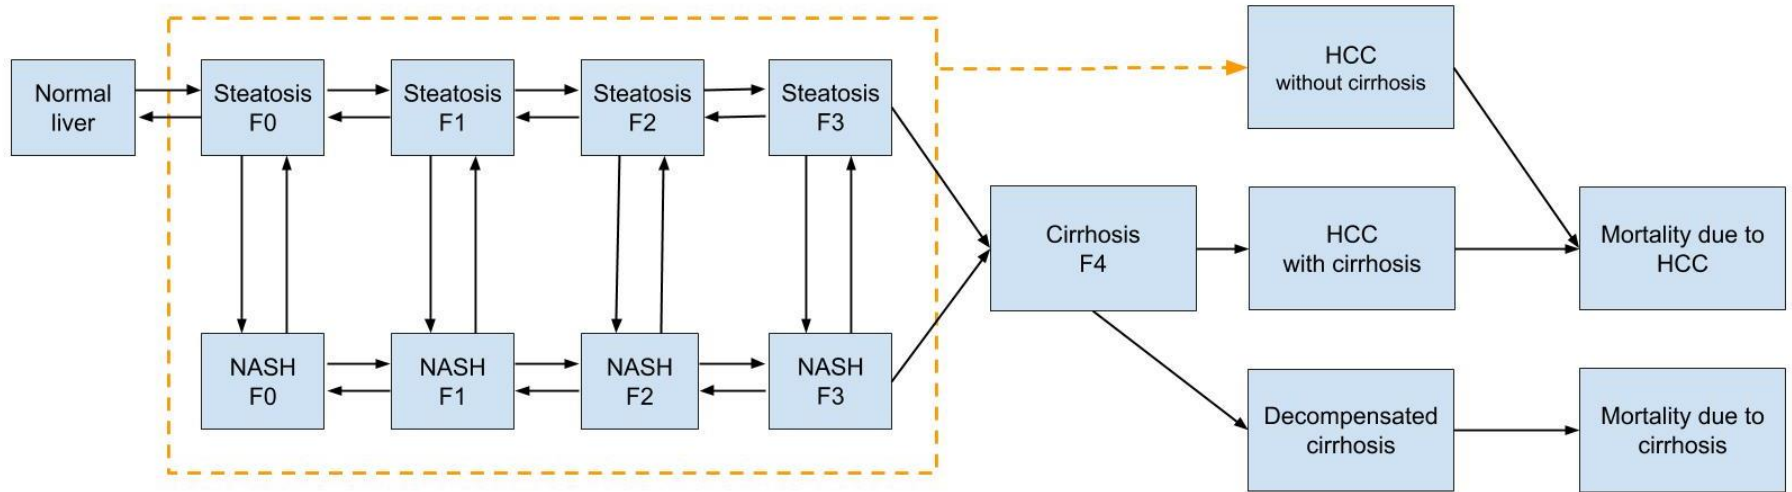 Normal
liver
Steatosis
F0
Steatosis
F1
Steatosis
F2
Steatosis
F3
HCC
without cirrhosis
Cirrhosis
F4
HCC
with cirrhosis
Mortality due to
HCC
NASH
F0
NASH
F1
NASH
F2
NASH
F3
Decompensated
cirrhosis
Mortality due to
cirrhosis